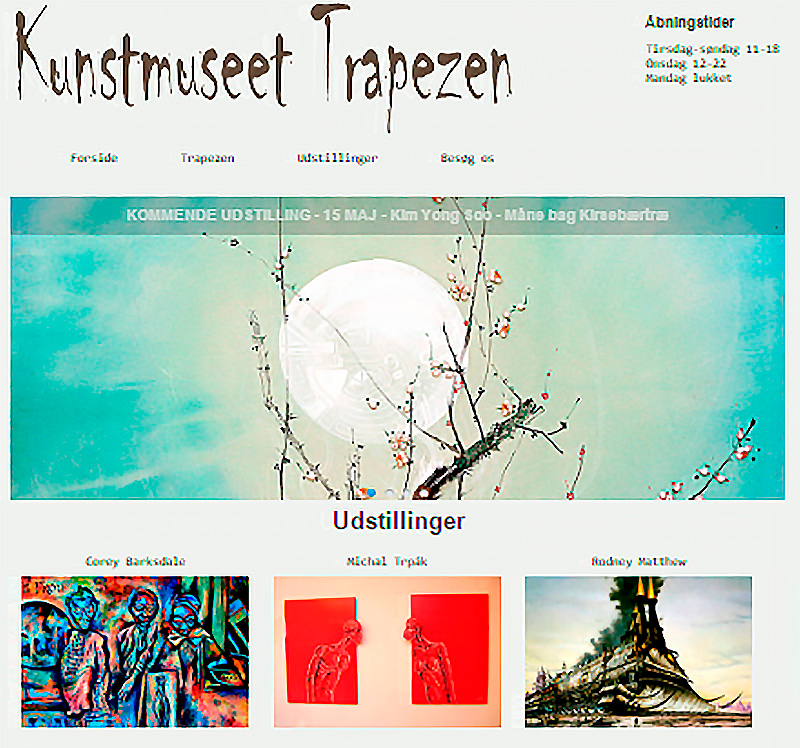 Kunstmuseet Trapezen
Åbningstider
Tirsdag-søndag 11-18
Onsdag 12-22
Mandag lukket
Forside Trapezen Udstillinger Besøg os
KOMMENDE UDSTILLING - 15 MAJ - Kim Yong Soo - Måne bag Kirsebærtræ
Udstillinger
Corey Barksdale Michal Trpák Rodney Matthew